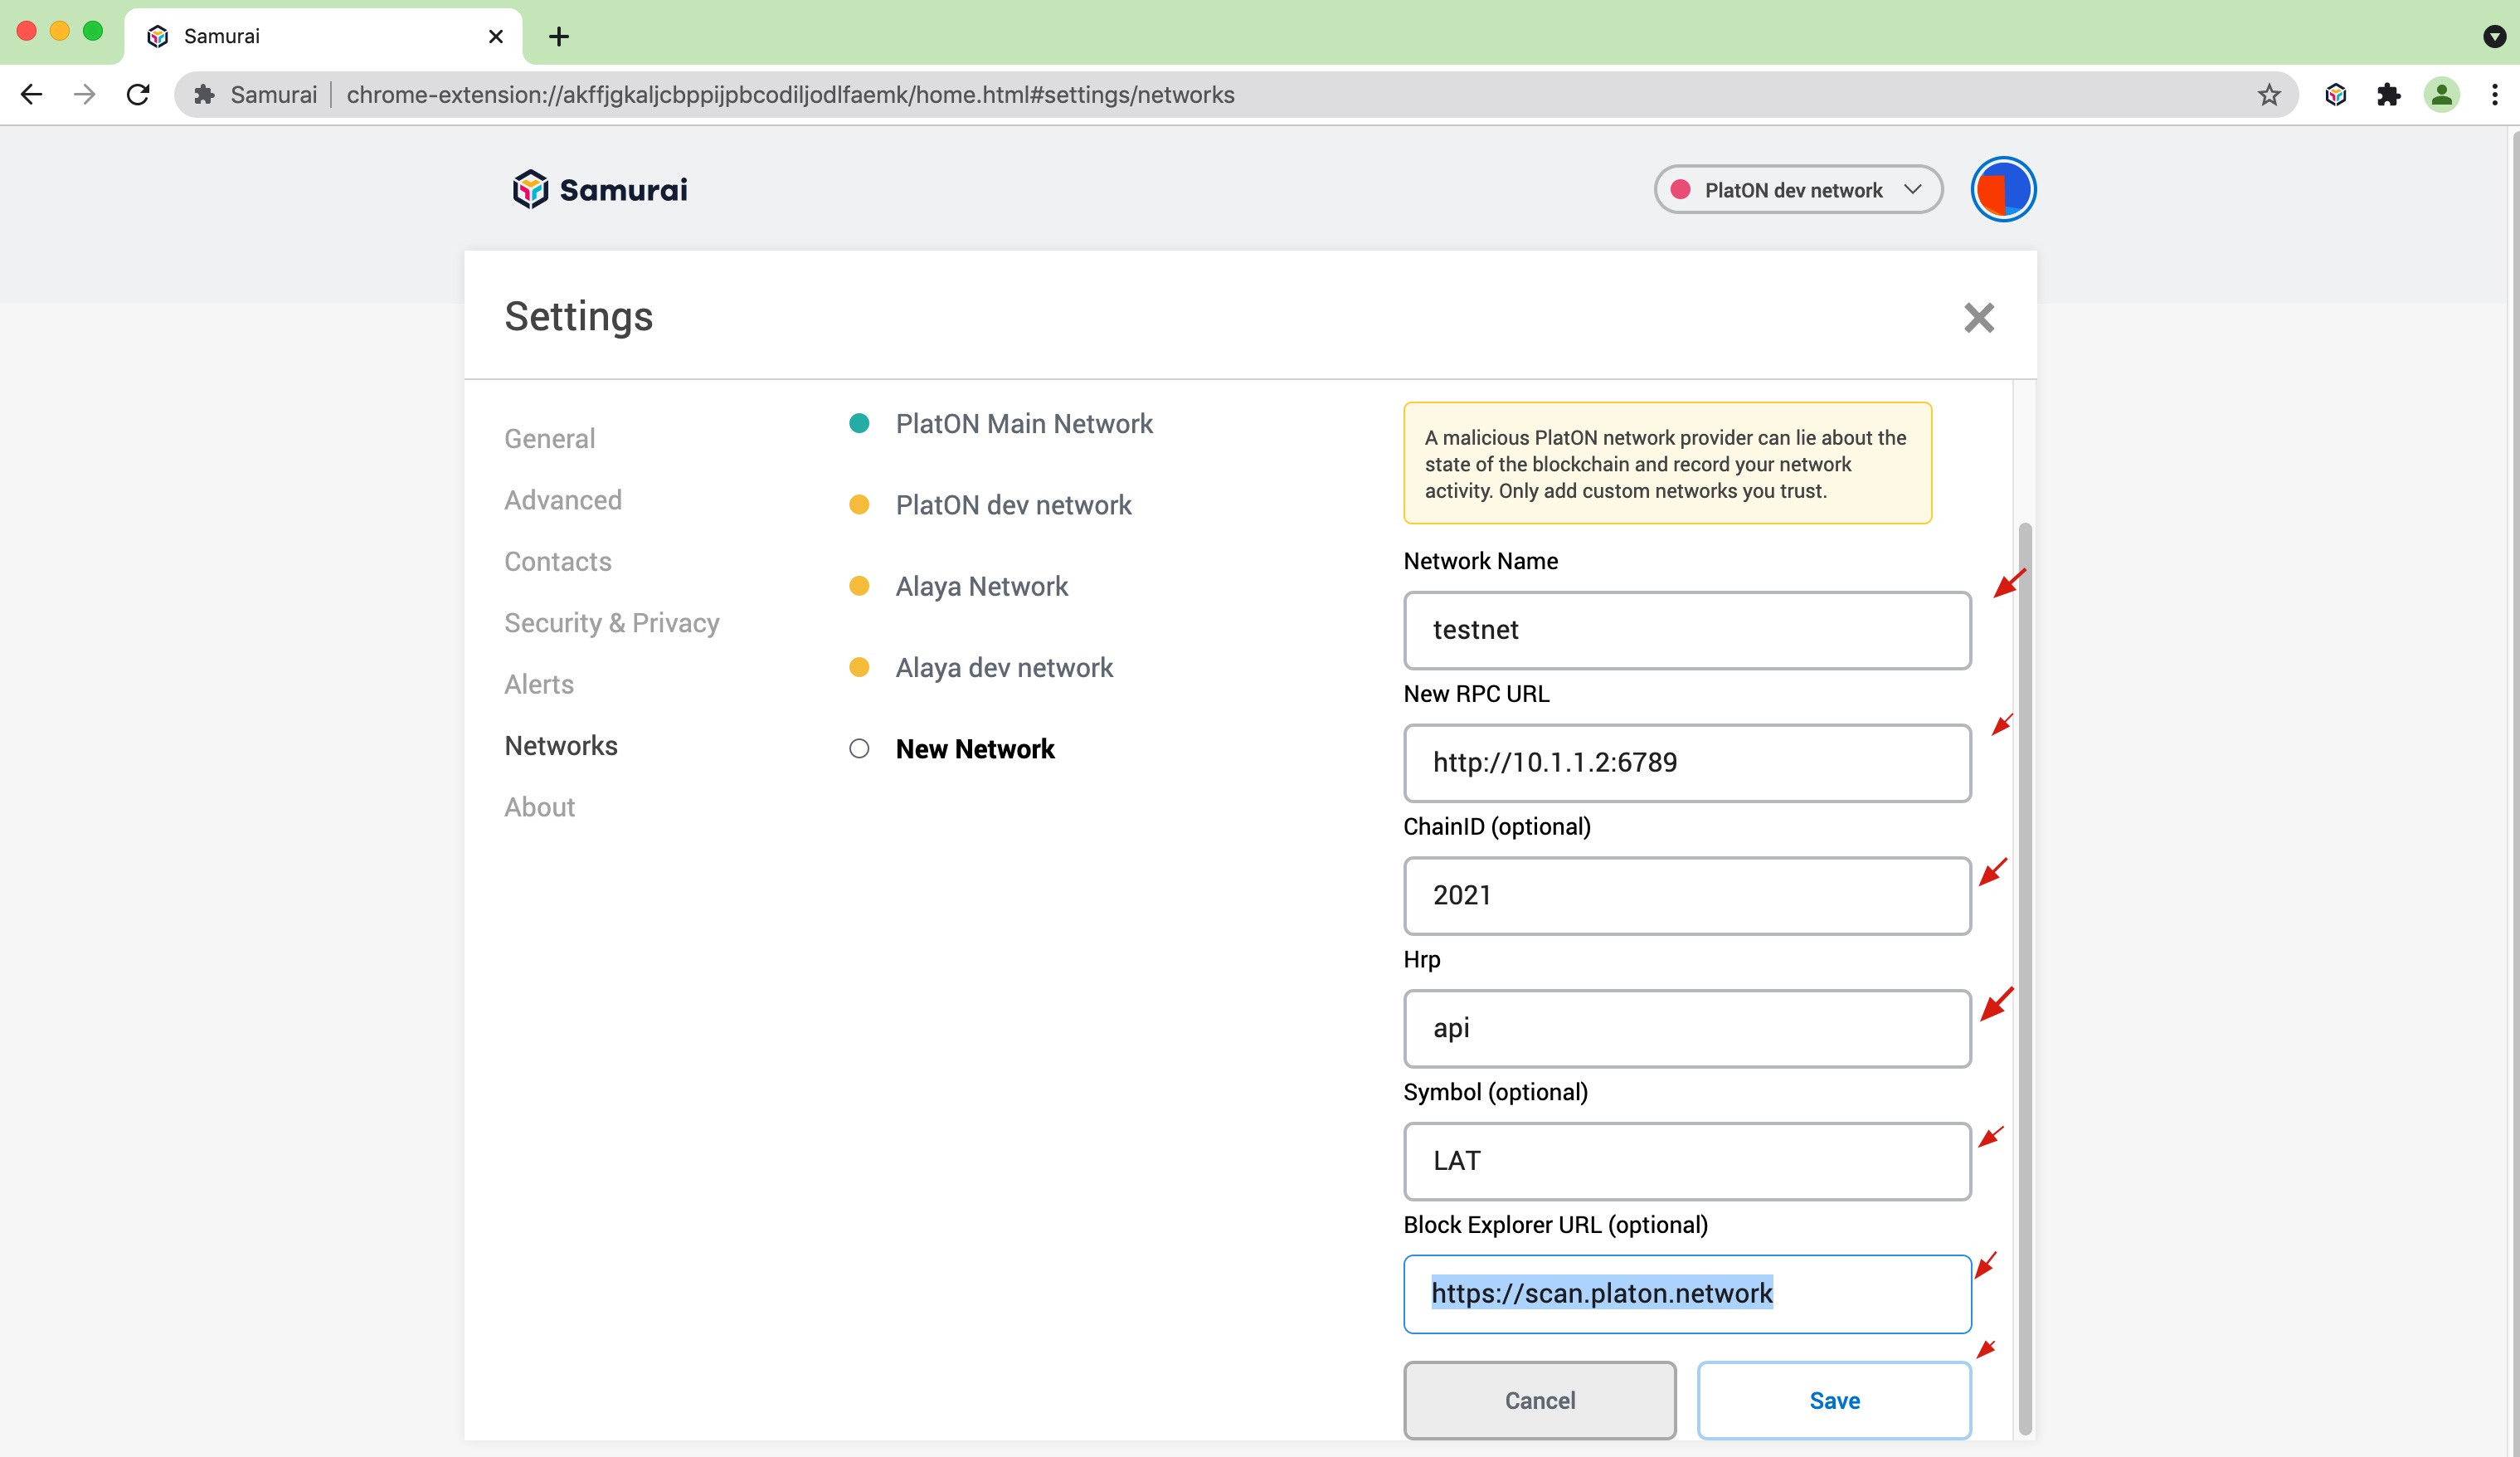 Samurai
Samurai
chrome-extension://akffjgkaljcbppijpbcodiljodlfaemk/home.html#settings/networks
Samurai
PlatON dev network
Settings
General
Advanced
Contacts
Security & Privacy
Alerts
Networks
About
PlatON Main Network
PlatON dev network
Alaya Network
Alaya dev network
New Network
A malicious PlatON network provider can lie about the
state of the blockchain and record your network
activity. Only add custom networks you trust.
Network Name
testnet
New RPC URL
http://10.1.1.2:6789
ChainID (optional)
2021
Hrp
api
Symbol (optional)
LAT
Block Explorer URL (optional)
https://scan.platon.network
Cancel
Save